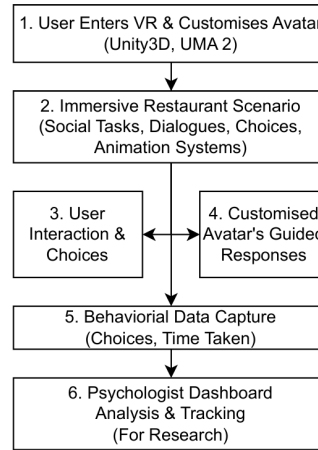 1. User Enters VR & Customises Avatar
(Unity3D, UMA 2)
2. Immersive Restaurant Scenario
(Social Tasks, Dialogues, Choices,
Animation Systems)
3. User
Interaction &
Choices
4. Customised
Avatar's Guided
Responses
5. Behaviorial Data Capture
(Choices, Time Taken)
6. Psychologist Dashboard
Analysis & Tracking
(For Research)